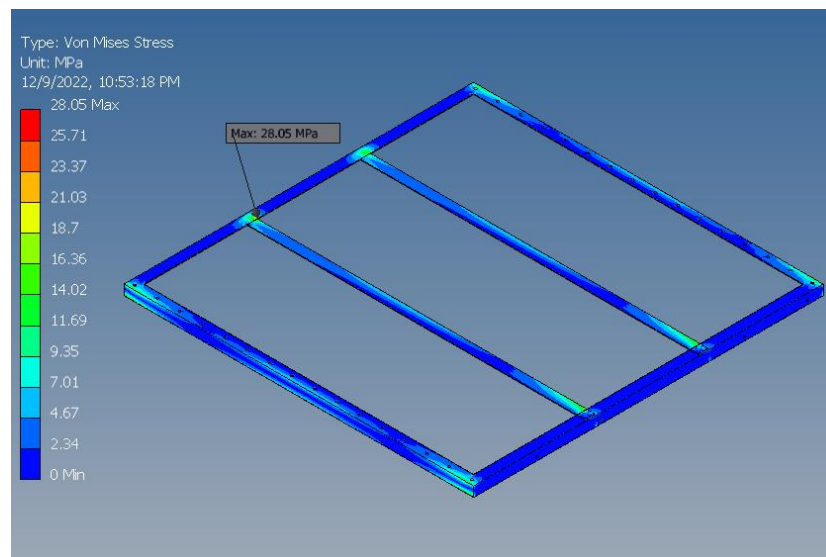 Type: Von Mises Stress
Unit: MPa
12/9/2022, 10:53:18 PM
28.05 Max
Max: 28.05 MPa
25.71
23.37
21.03
18.7
16.36
14.02
11.69
9.35
7.01
4.67
2.34
0 Min